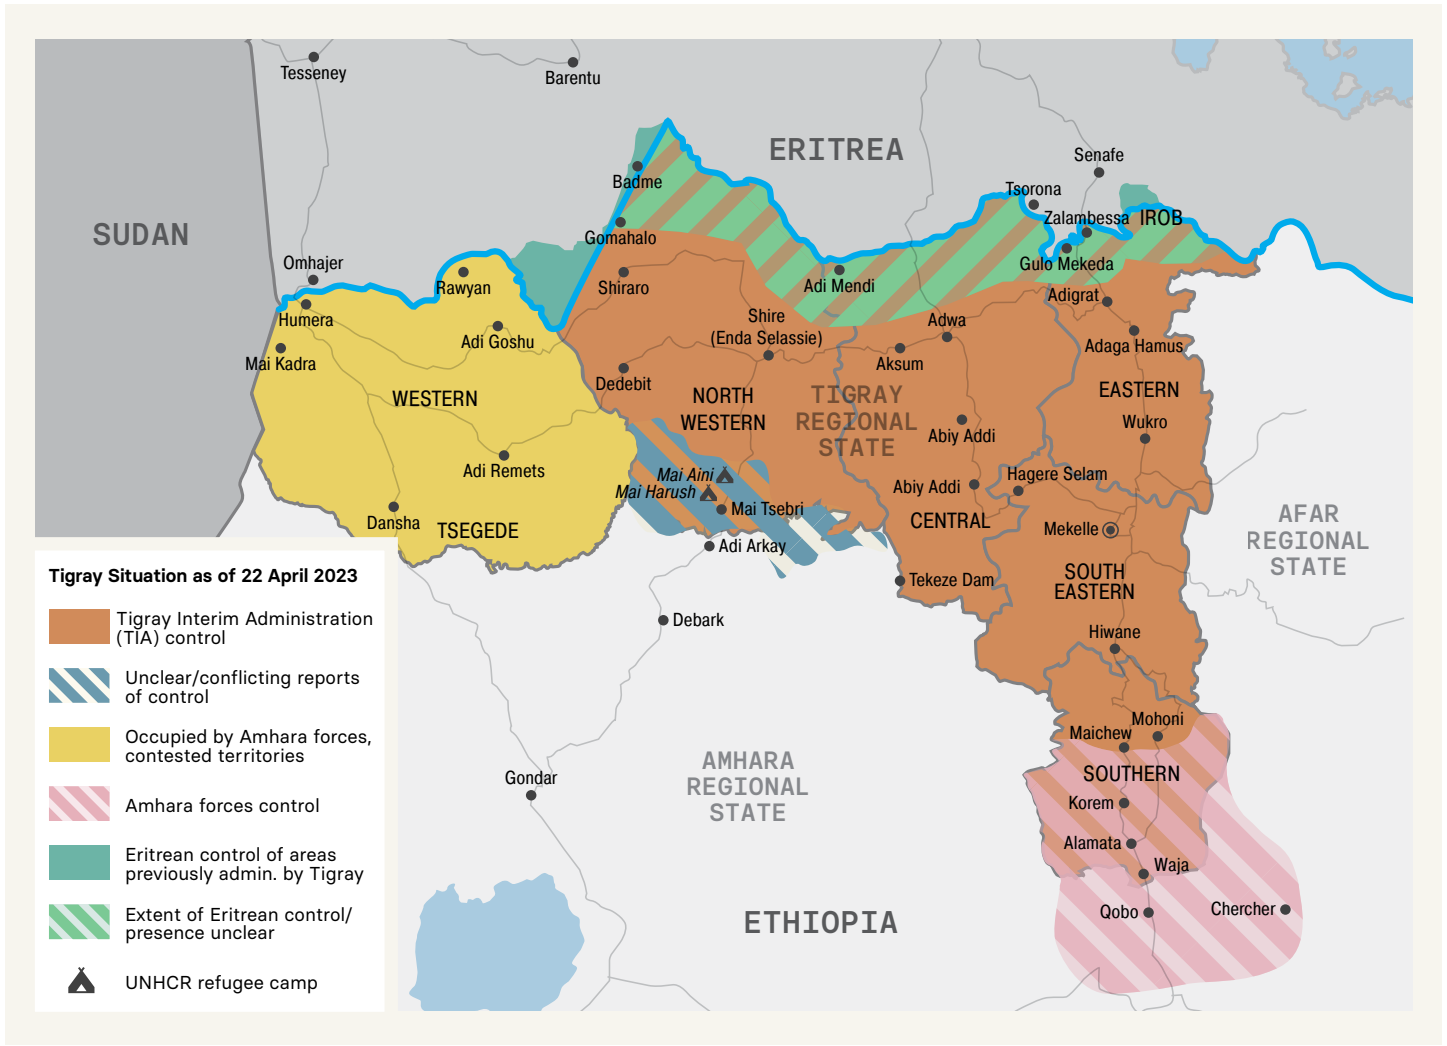 Tesseney
Barentu
ERITREA
Senafe
Badme
Tsorona
Zalambessa
IROB
SUDAN
Gomahalo
Omhajer
Gulo Mekeda
Rawyan
Shiraro
Adi Mendi
Adigrat
Humera
Shire
(Enda Selassie)
Adwa
Adi Goshu
Adaga Hamus
Mai Kadra
Aksum
Dedebit
WESTERN
NORTH
WESTERN
TIGRAY
REGIONAL
STATE
EASTERN
Wukro
Abiy Addi
Adi Remets
Mai Aini
Mai Harush
Hagere Selam
Abiy Addi
Mai Tsebri
Dansha
TSEGEDE
CENTRAL
Mekelle
AFAR
REGIONAL
STATE
Adi Arkay
Tekeze Dam
SOUTH
EASTERN
Debark
Hiwane
Mohoni
Maichew
AMHARA
REGIONAL
STATE
SOUTHERN
Gondar
Korem
Alamata
Waja
ETHIOPIA
Qobo
Chercher
Tigray Situation as of 22 April 2023
Tigray Interim Administration
(TIA) control
Unclear/conflicting reports
of control
Occupied by Amhara forces,
contested territories
Amhara forces control
Eritrean control of areas
previously admin. by Tigray
Extent of Eritrean control/
presence unclear
UNHCR refugee camp